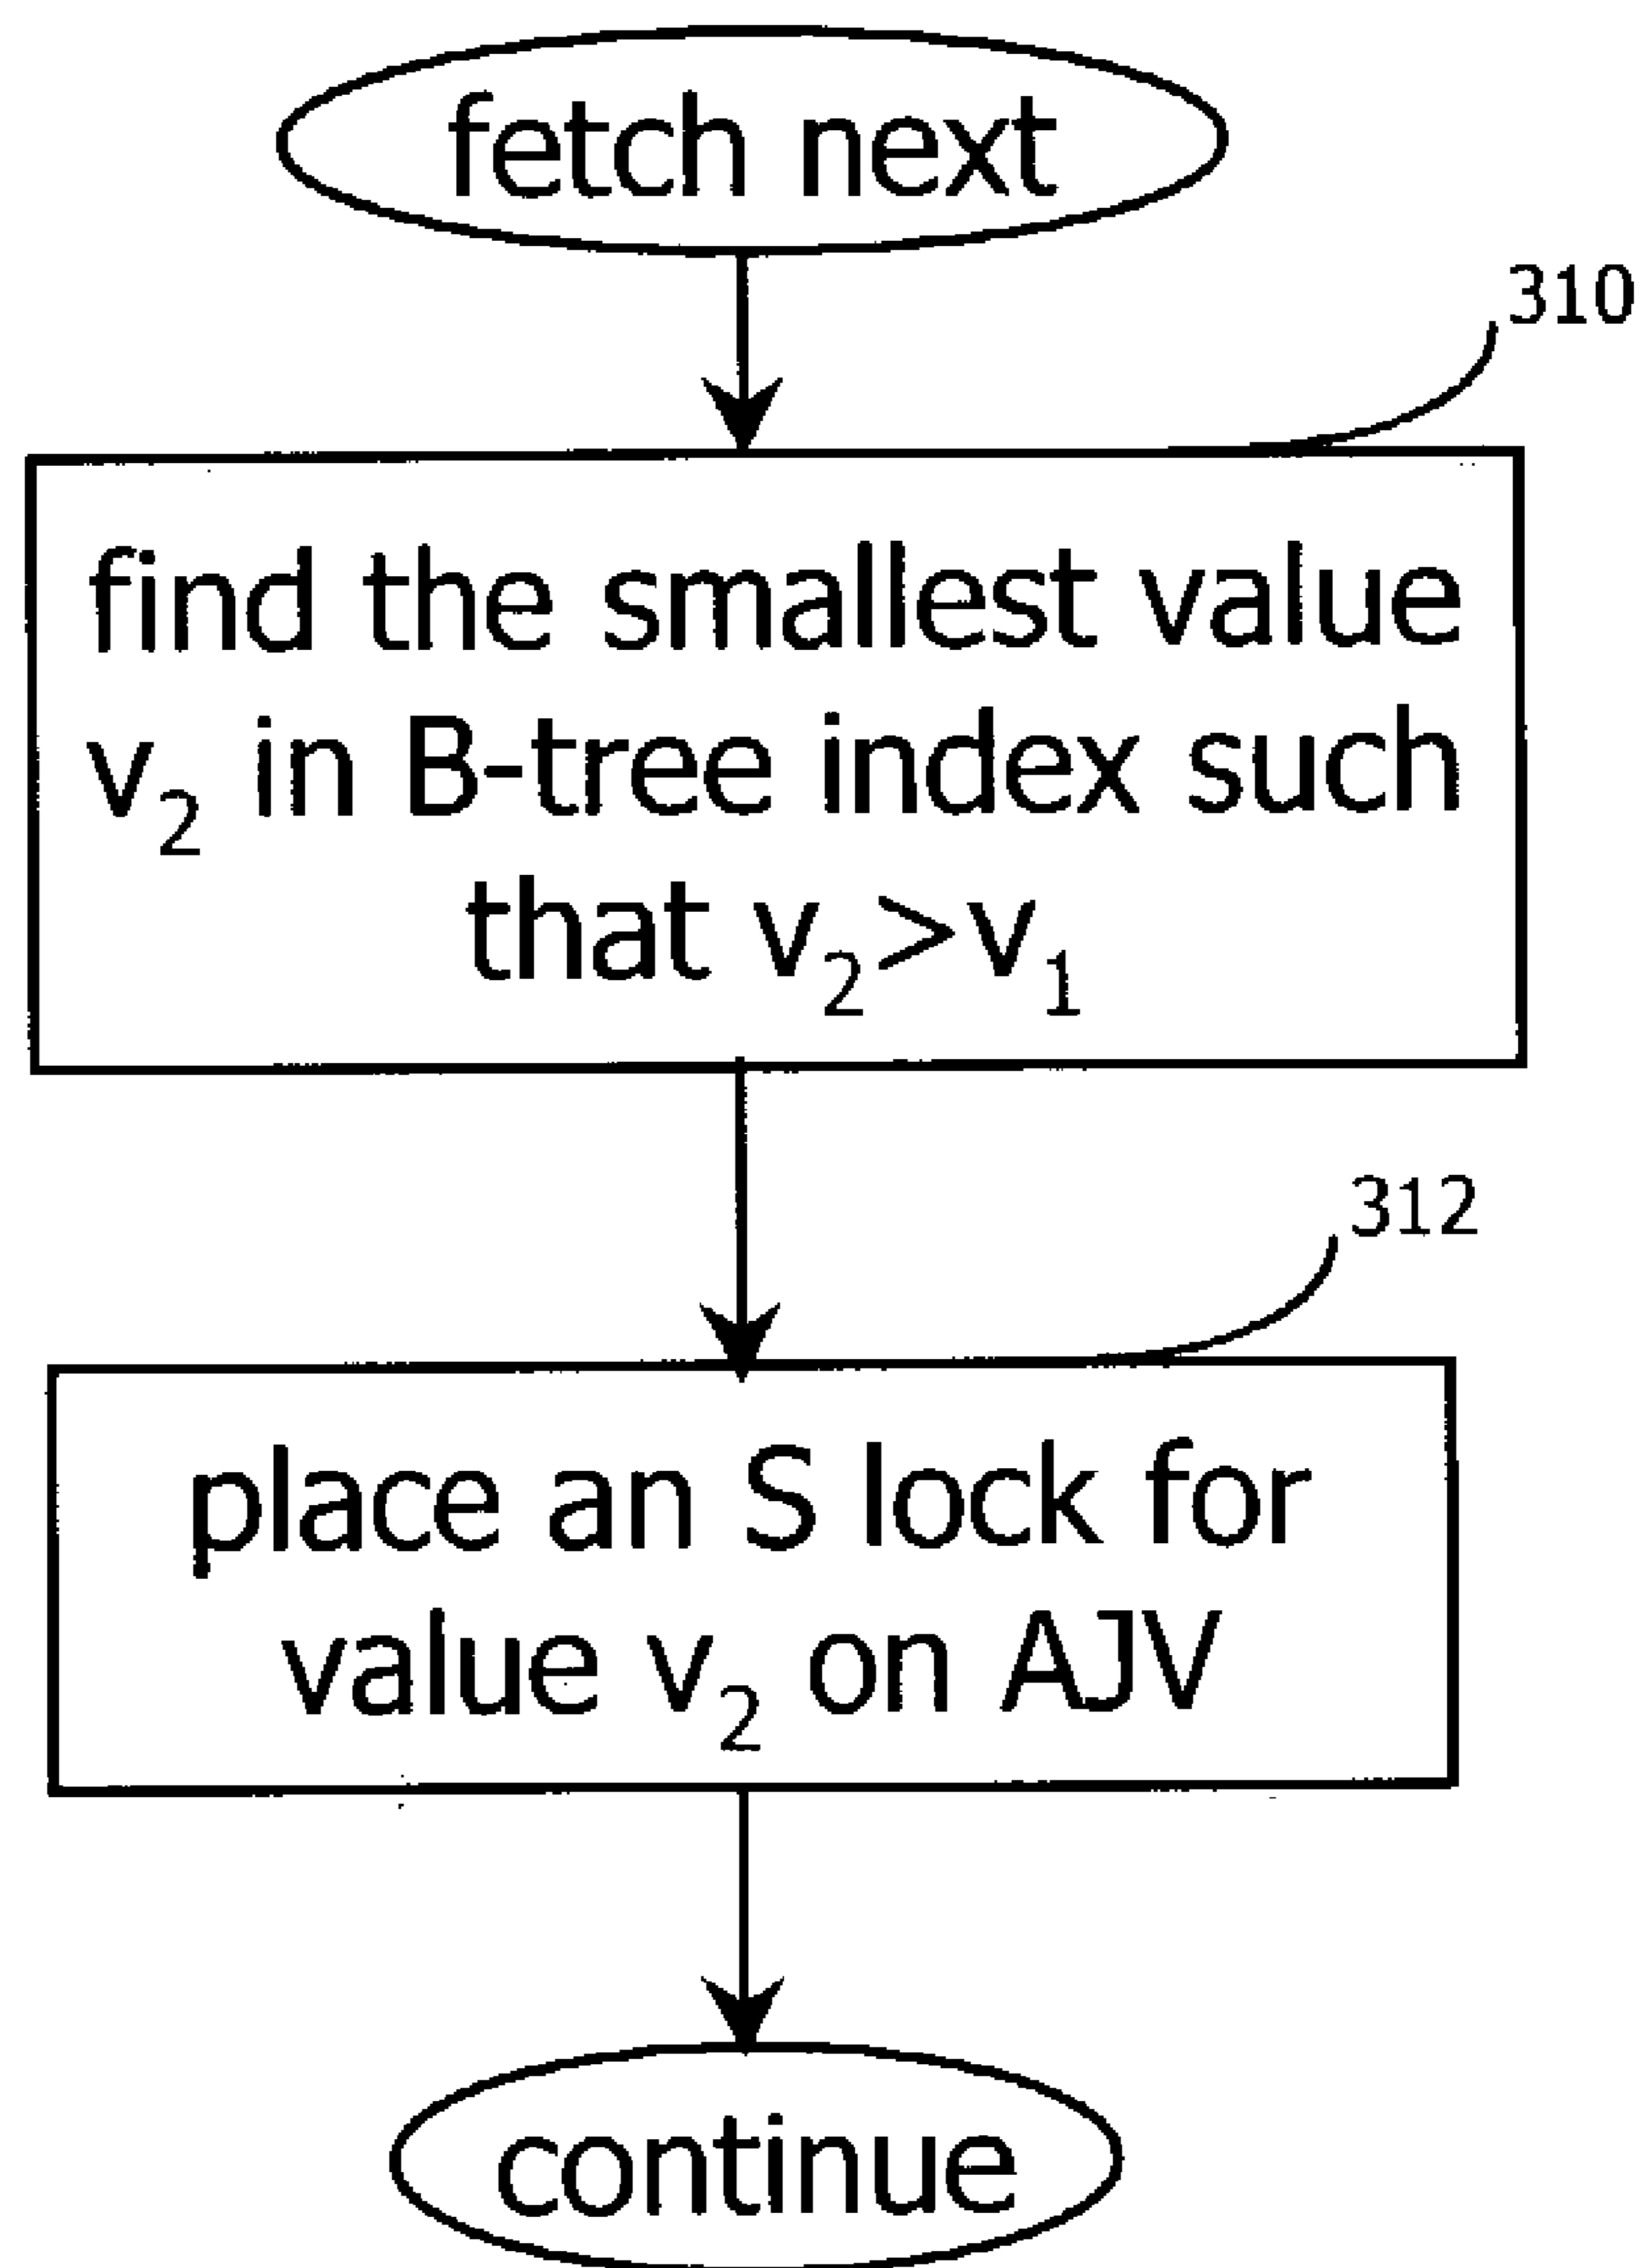 fetch next
310
find the smallest value
v₂ in B-tree index such
that v₂>v₁
312
place an S lock for
value v₂ on AJV
continue